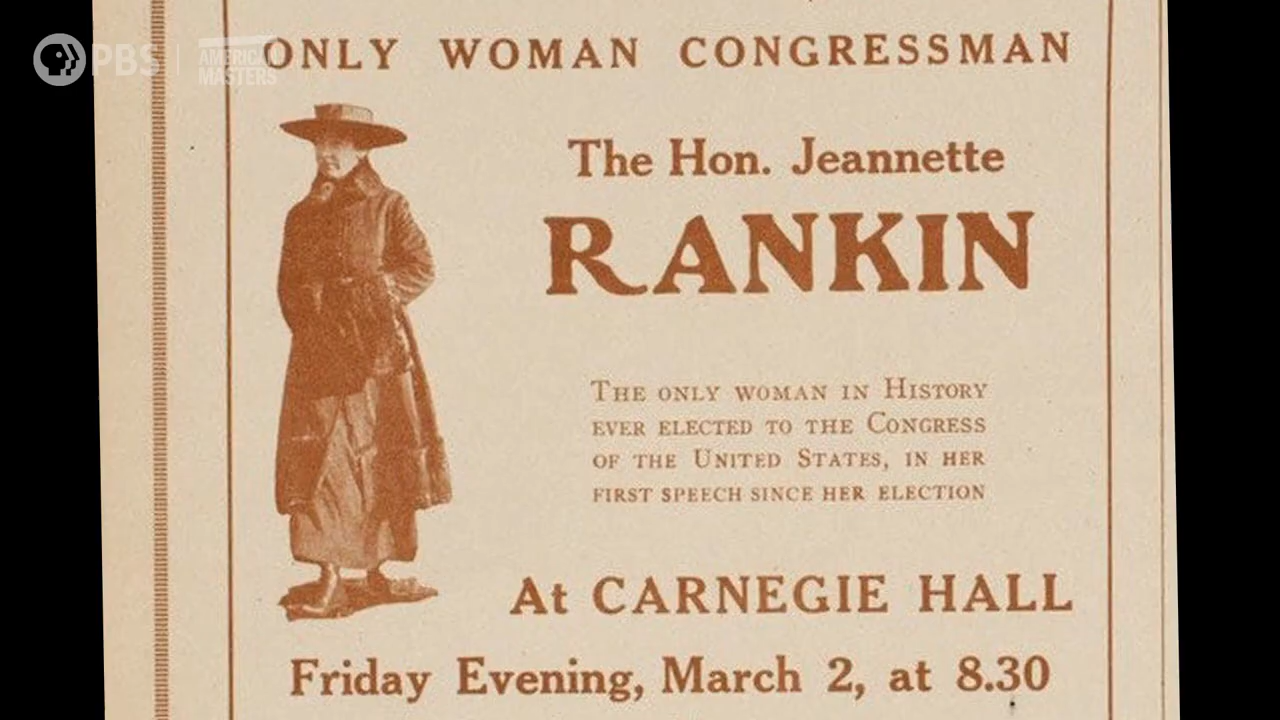 PBS
AMERICAN
MASTERS
ONLY WOMAN CONGRESSMAN
The Hon. Jeannette
RANKIN
THE ONLY WOMAN IN HISTORY
EVER ELECTED TO THE CONGRESS
OF THE UNITED STATES, IN HER
FIRST SPEECH SINCE HER ELECTION
At CARNEGIE HALL
Friday Evening, March 2, at 8.30